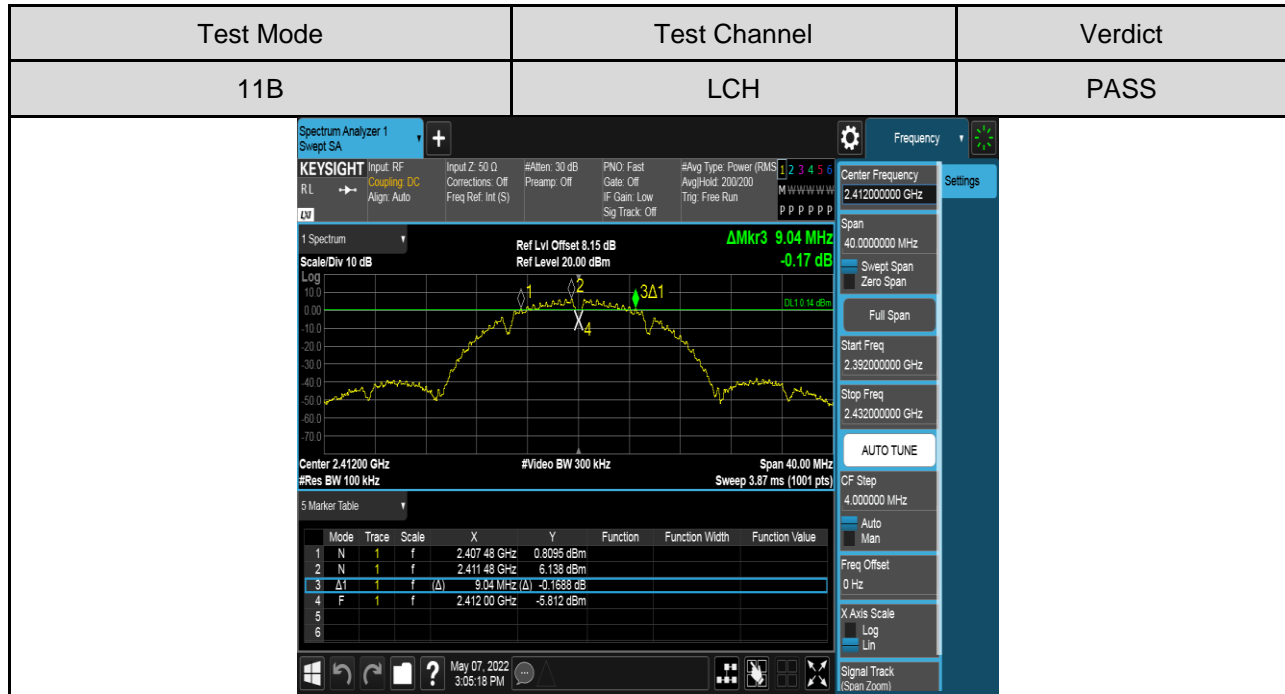 Test Mode Test Channel Verdict
11B LCH PASS
Spectrum Analyzer 1
Swept SA
+
Frequency
KEYSIGHT Input: RF Input Z: 50 Ω #Atten: 30 dB PNO: Fast #Avg Type: Power (RMS 1 2 3 4 5 6
RL Coupling: DC Corrections: Off Preamp: Off Gate: Off Avg|Hold: 200/200 M W W W W W
Align: Auto Freq Ref: Int (S) IF Gain: Low Trig: Free Run
LXI Sig Track: Off P P P P P P
1 Spectrum
Ref Lvl Offset 8.15 dB ΔMkr3 9.04 MHz
Scale/Div 10 dB Ref Level 20.00 dBm -0.17 dB
Log
10.0
0.00
-10.0
-20.0
-30.0
-40.0
-50.0
-60.0
-70.0
1 2 3Δ1
4
DL1 0.14 dBm
Center 2.41200 GHz #Video BW 300 kHz Span 40.00 MHz
#Res BW 100 kHz Sweep 3.87 ms (1001 pts)
5 Marker Table
Mode Trace Scale X Y Function Function Width Function Value
1 N 1 f 2.407 48 GHz 0.8095 dBm
2 N 1 f 2.411 48 GHz 6.138 dBm
3 Δ1 1 f (Δ) 9.04 MHz (Δ) -0.1688 dB
4 F 1 f 2.412 00 GHz -5.812 dBm
5
6
May 07, 2022
3:05:18 PM
?
Settings
Center Frequency
2.412000000 GHz
Span
40.0000000 MHz
Swept Span
Zero Span
Full Span
Start Freq
2.392000000 GHz
Stop Freq
2.432000000 GHz
AUTO TUNE
CF Step
4.000000 MHz
Auto
Man
Freq Offset
0 Hz
X Axis Scale
Log
Lin
Signal Track
(Span Zoom)